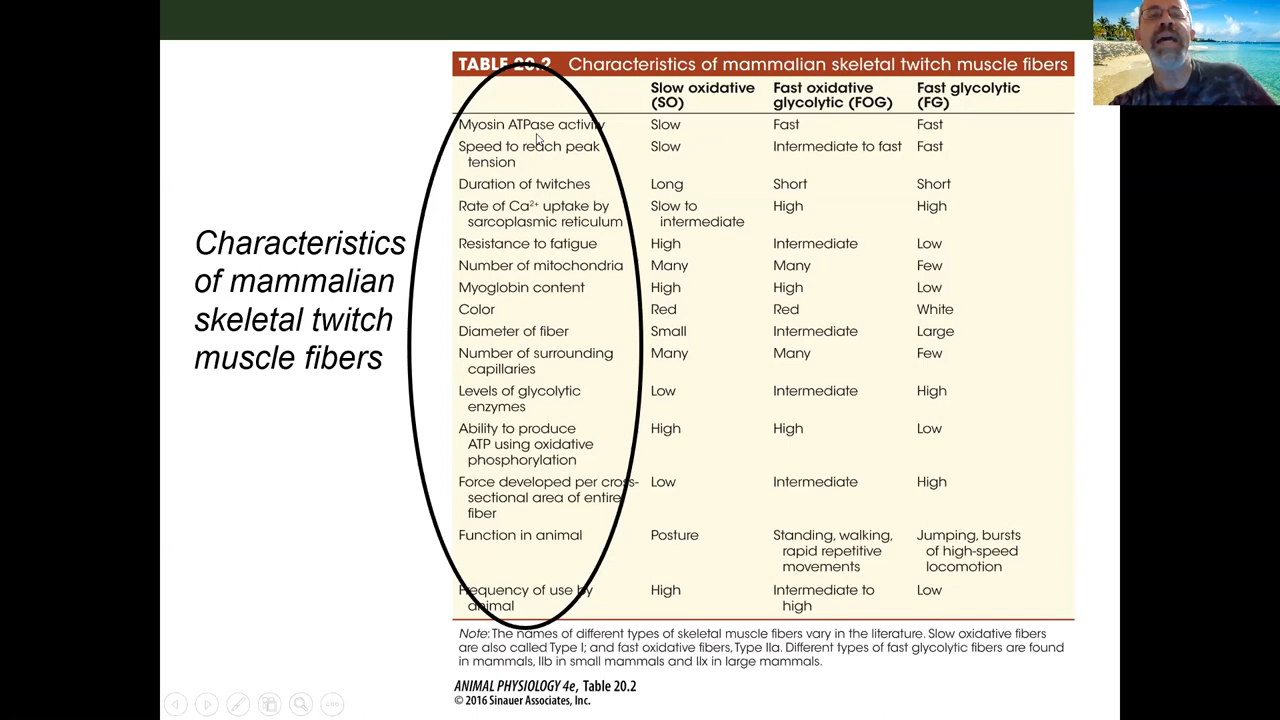 Characteristics
of mammalian
skeletal twitch
muscle fibers
TABLE 20.2 Characteristics of mammalian skeletal twitch muscle fibers
Slow oxidative (SO) Fast oxidative glycolytic (FOG) Fast glycolytic (FG)
Myosin ATPase activity Slow Fast Fast
Speed to reach peak tension Slow Intermediate to fast Fast
Duration of twitches Long Short Short
Rate of Ca²⁺ uptake by sarcoplasmic reticulum Slow to intermediate High High
Resistance to fatigue High Intermediate Low
Number of mitochondria Many Many Few
Myoglobin content High High Low
Color Red Red White
Diameter of fiber Small Intermediate Large
Number of surrounding capillaries Many Many Few
Levels of glycolytic enzymes Low Intermediate High
Ability to produce ATP using oxidative phosphorylation High High Low
Force developed per cross-sectional area of entire fiber Low Intermediate High
Function in animal Posture Standing, walking, rapid repetitive movements Jumping, bursts of high-speed locomotion
Frequency of use by animal High Intermediate to high Low
Note: The names of different types of skeletal muscle fibers vary in the literature. Slow oxidative fibers
are also called Type I; and fast oxidative fibers, Type IIa. Different types of fast glycolytic fibers are found
in mammals, IIb in small mammals and IIx in large mammals.
ANIMAL PHYSIOLOGY 4e, Table 20.2
© 2016 Sinauer Associates, Inc.